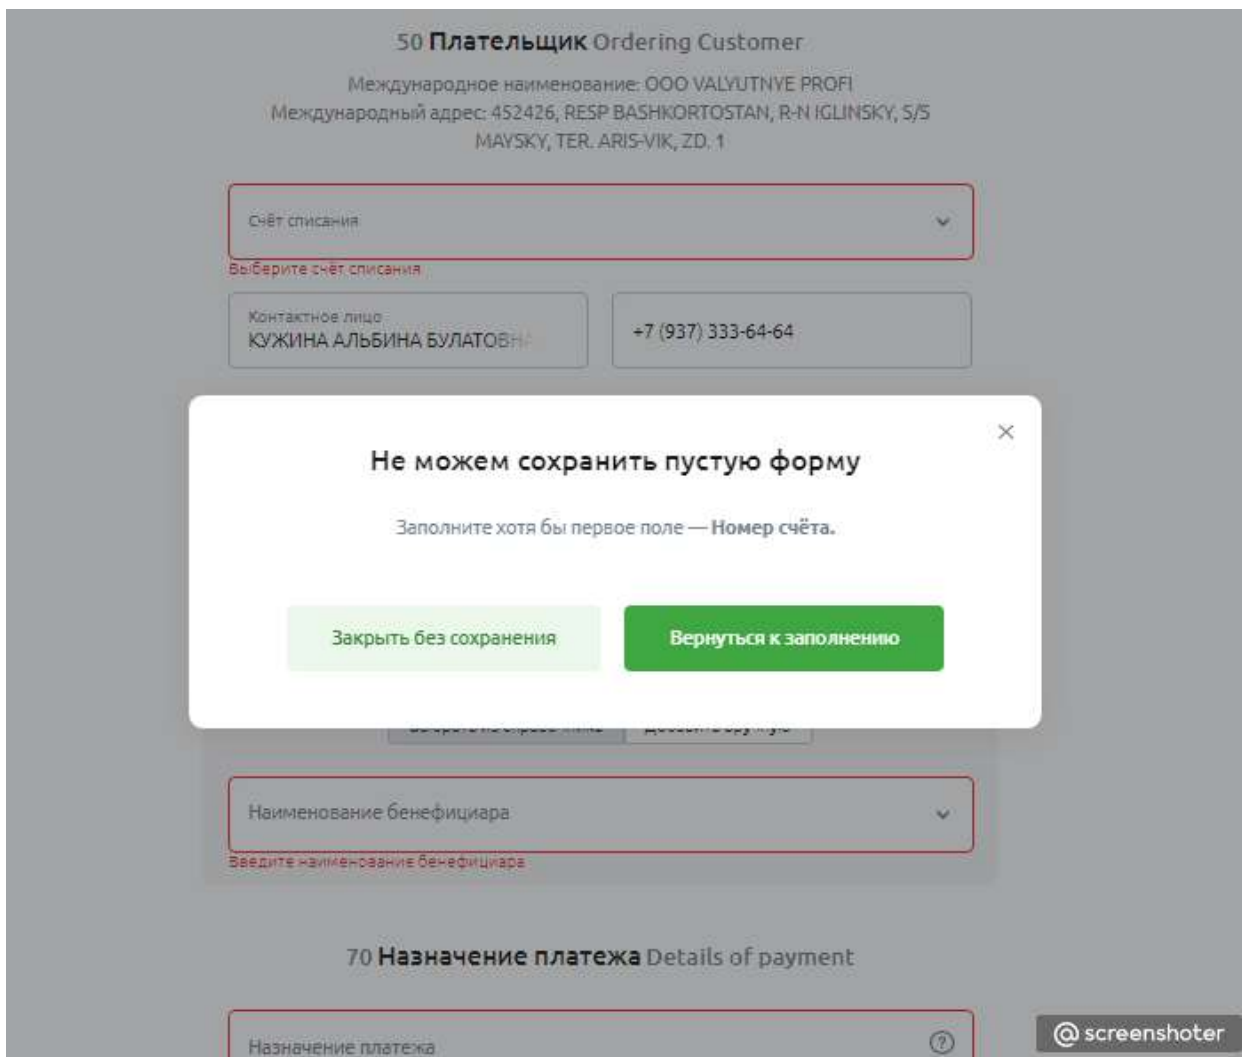 50 Плательщик Ordering Customer
Международное наименование: OOO VALYUTNYE PROFI
Международный адрес: 452426, RESP BASHKORTOSTAN, R-N IGLINSKY, S/S
MAYSKY, TER. ARIS-VIK, ZD. 1
Счёт списания
Выберите счёт списания
Контактное лицо
КУЖИНА АЛЬБИНА БУЛАТОВНА
+7 (937) 333-64-64
Не можем сохранить пустую форму
Заполните хотя бы первое поле — Номер счёта.
Закрыть без сохранения
Вернуться к заполнению
Наименование бенефициара
Введите наименование бенефициара
70 Назначение платежа Details of payment
Назначение платежа
@ screenshoter